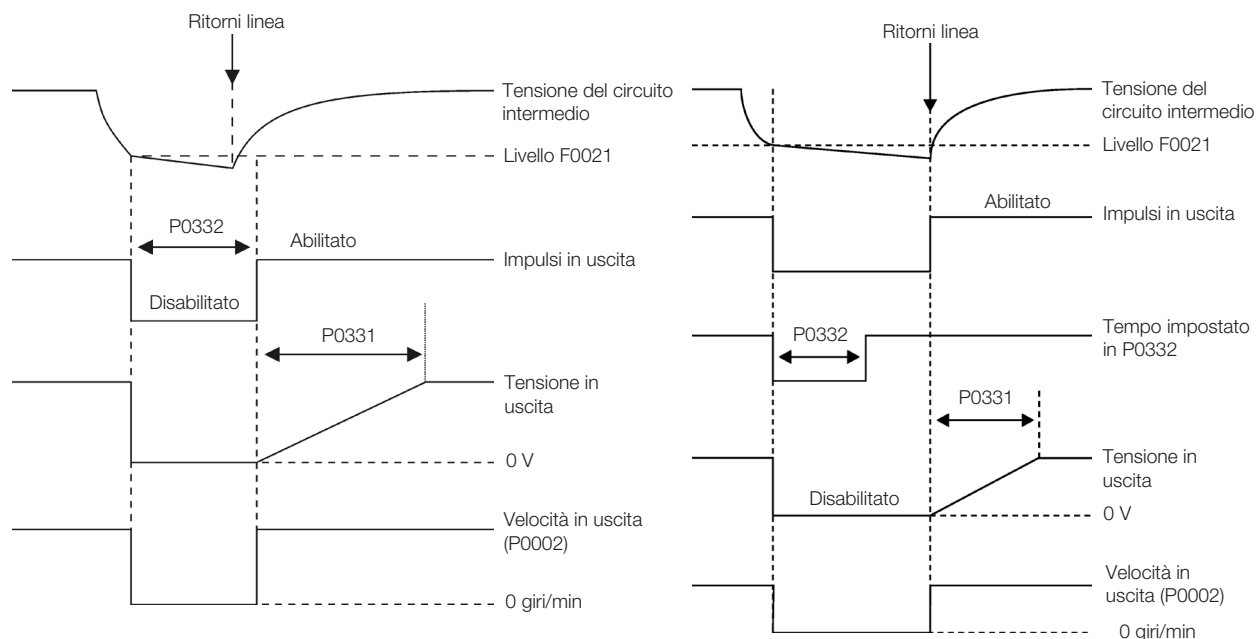 Ritorni linea
Tensione del circuito
intermedio
Livello F0021
P0332
Abilitato
Impulsi in uscita
Disabilitato
P0331
Tensione in
uscita
0 V
Velocità in uscita
(P0002)
0 giri/min
Ritorni linea
Tensione del
circuito intermedio
Livello F0021
Abilitato
Impulsi in uscita
P0332
Tempo impostato
in P0332
P0331
Tensione in
uscita
Disabilitato
0 V
Velocità in
uscita (P0002)
0 giri/min